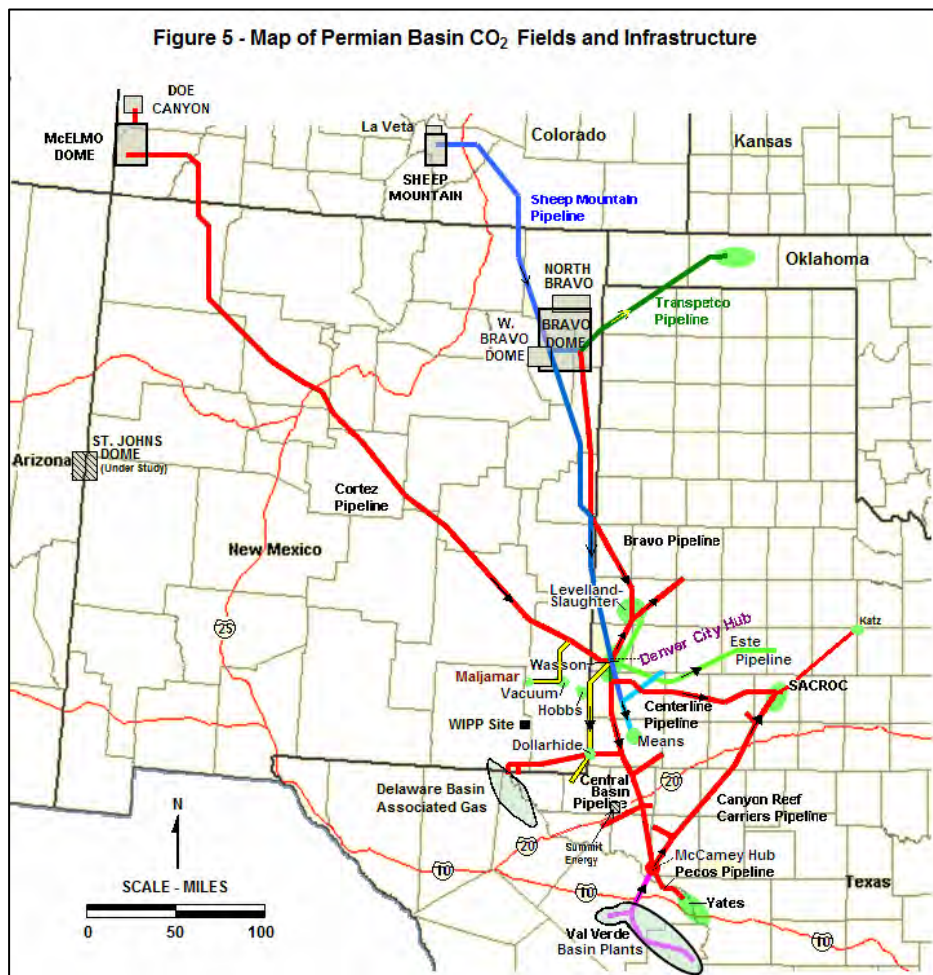 Figure 5 - Map of Permian Basin CO₂ Fields and Infrastructure
DOE
CANYON
McELMO
DOME
La Veta
Colorado
Kansas
SHEEP
MOUNTAIN
Sheep Mountain
Pipeline
Oklahoma
NORTH
BRAVO
Transpetco
Pipeline
W.
BRAVO
DOME
BRAVO
DOME
ST. JOHNS
DOME
(Under Study)
Arizona
Cortez
Pipeline
New Mexico
Bravo Pipeline
Levelland-
Slaughter
25
Denver City Hub
Katz
Este
Pipeline
Wasson
Maljamar
Vacuum
Hobbs
SACROC
Centerline
Pipeline
WIPP Site
Means
Dollarhide
Central
Basin
Pipeline
20
Delaware Basin
Associated Gas
N
Canyon Reef
Carriers Pipeline
20
Summit
Energy
McCamey Hub
Pecos Pipeline
10
Texas
SCALE - MILES
10
Yates
0
50
100
Val Verde
Basin Plants
10